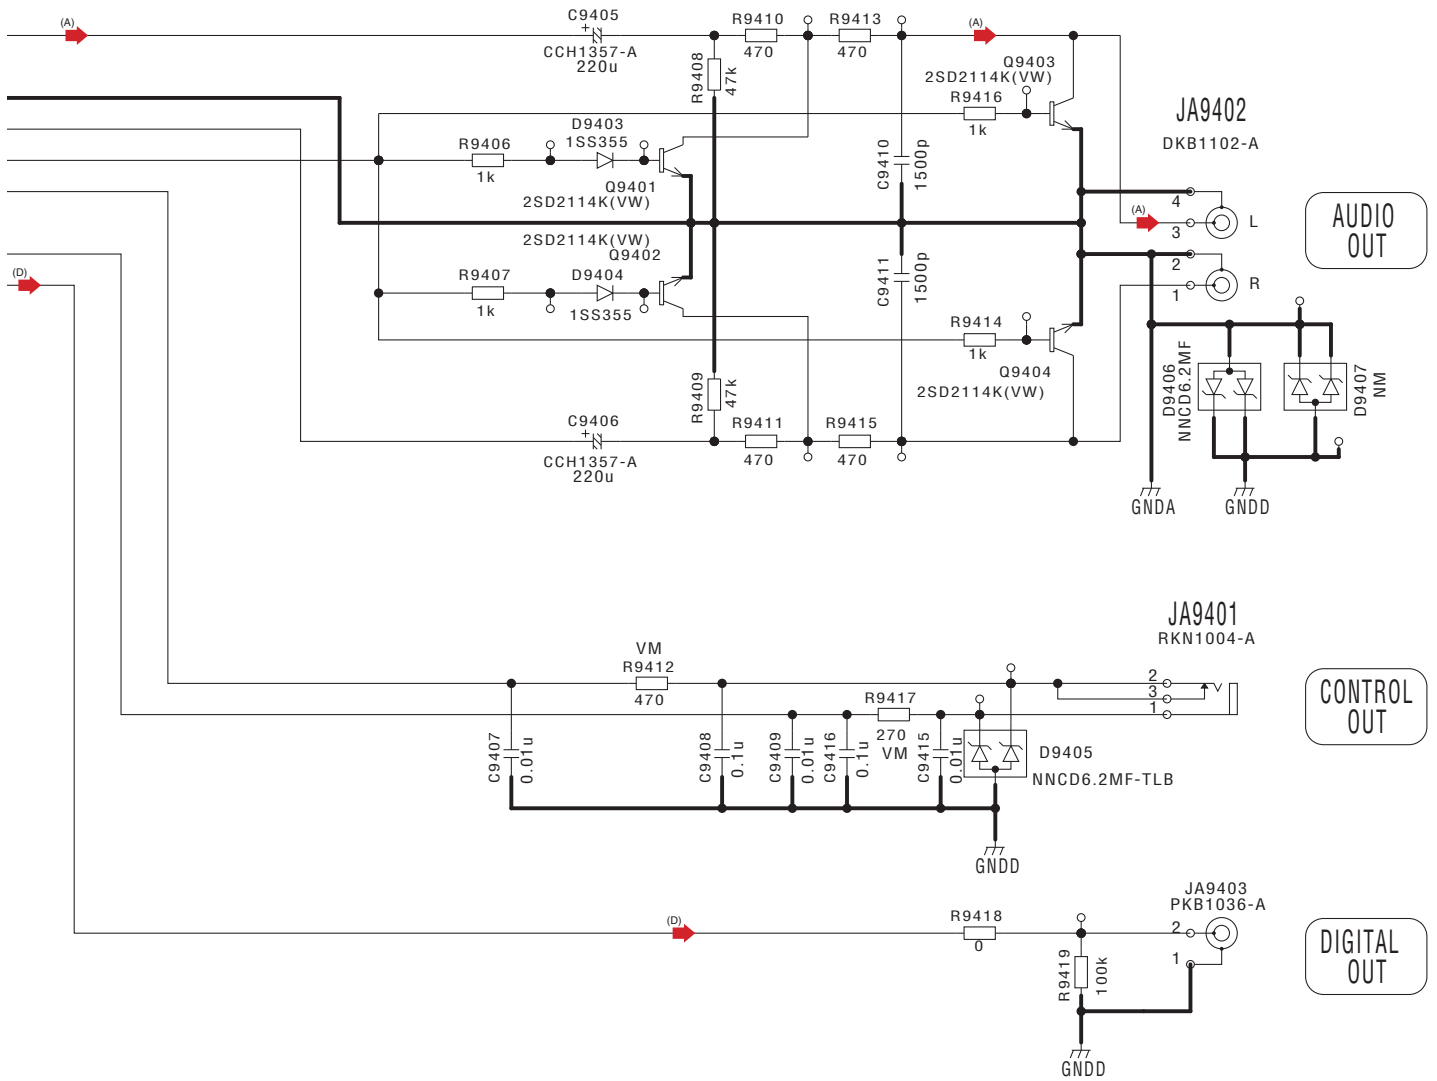 (A)
C9405
+
CCH1357-A
220u
R9410
470
R9413
470
(A)
R9408
47k
Q9403
2SD2114K(VW)
R9416
1k
JA9402
DKB1102-A
D9403
1SS355
R9406
1k
Q9401
2SD2114K(VW)
C9410
1500p
4
(A)
3
L
AUDIO
OUT
2SD2114K(VW)
Q9402
D9404
1SS355
R9407
1k
C9411
1500p
2
1
R
(D)
R9414
1k
Q9404
2SD2114K(VW)
R9409
47k
D9406
NNCD6.2MF
D9407
NM
C9406
+
CCH1357-A
220u
R9411
470
R9415
470
GNDA
GNDD
JA9401
RKN1004-A
VM
R9412
470
2
3
1
R9417
270
VM
CONTROL
OUT
C9407
0.01u
C9408
0.1u
C9409
0.01u
C9416
0.1u
C9415
0.01u
D9405
NNCD6.2MF-TLB
GNDD
JA9403
PKB1036-A
(D)
R9418
0
2
1
R9419
100k
DIGITAL
OUT
GNDD